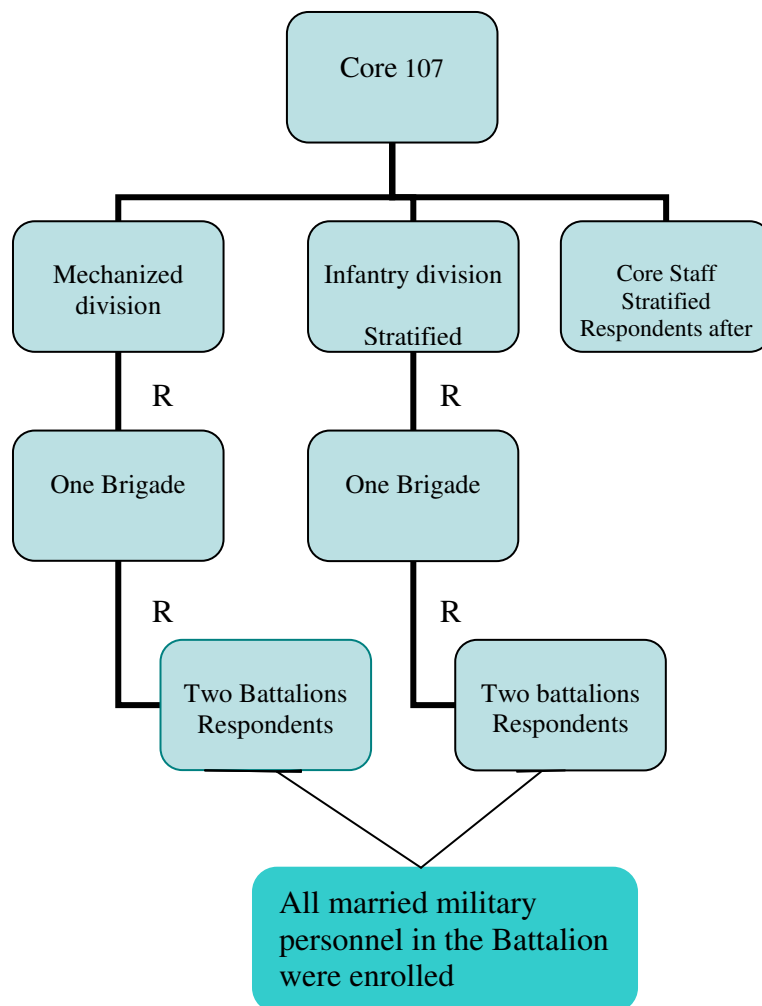 Core 107
Mechanized
division
Infantry division
Stratified
Core Staff
Stratified
Respondents after
R
R
One Brigade
One Brigade
R
R
Two Battalions
Respondents
Two battalions
Respondents
All married military
personnel in the Battalion
were enrolled